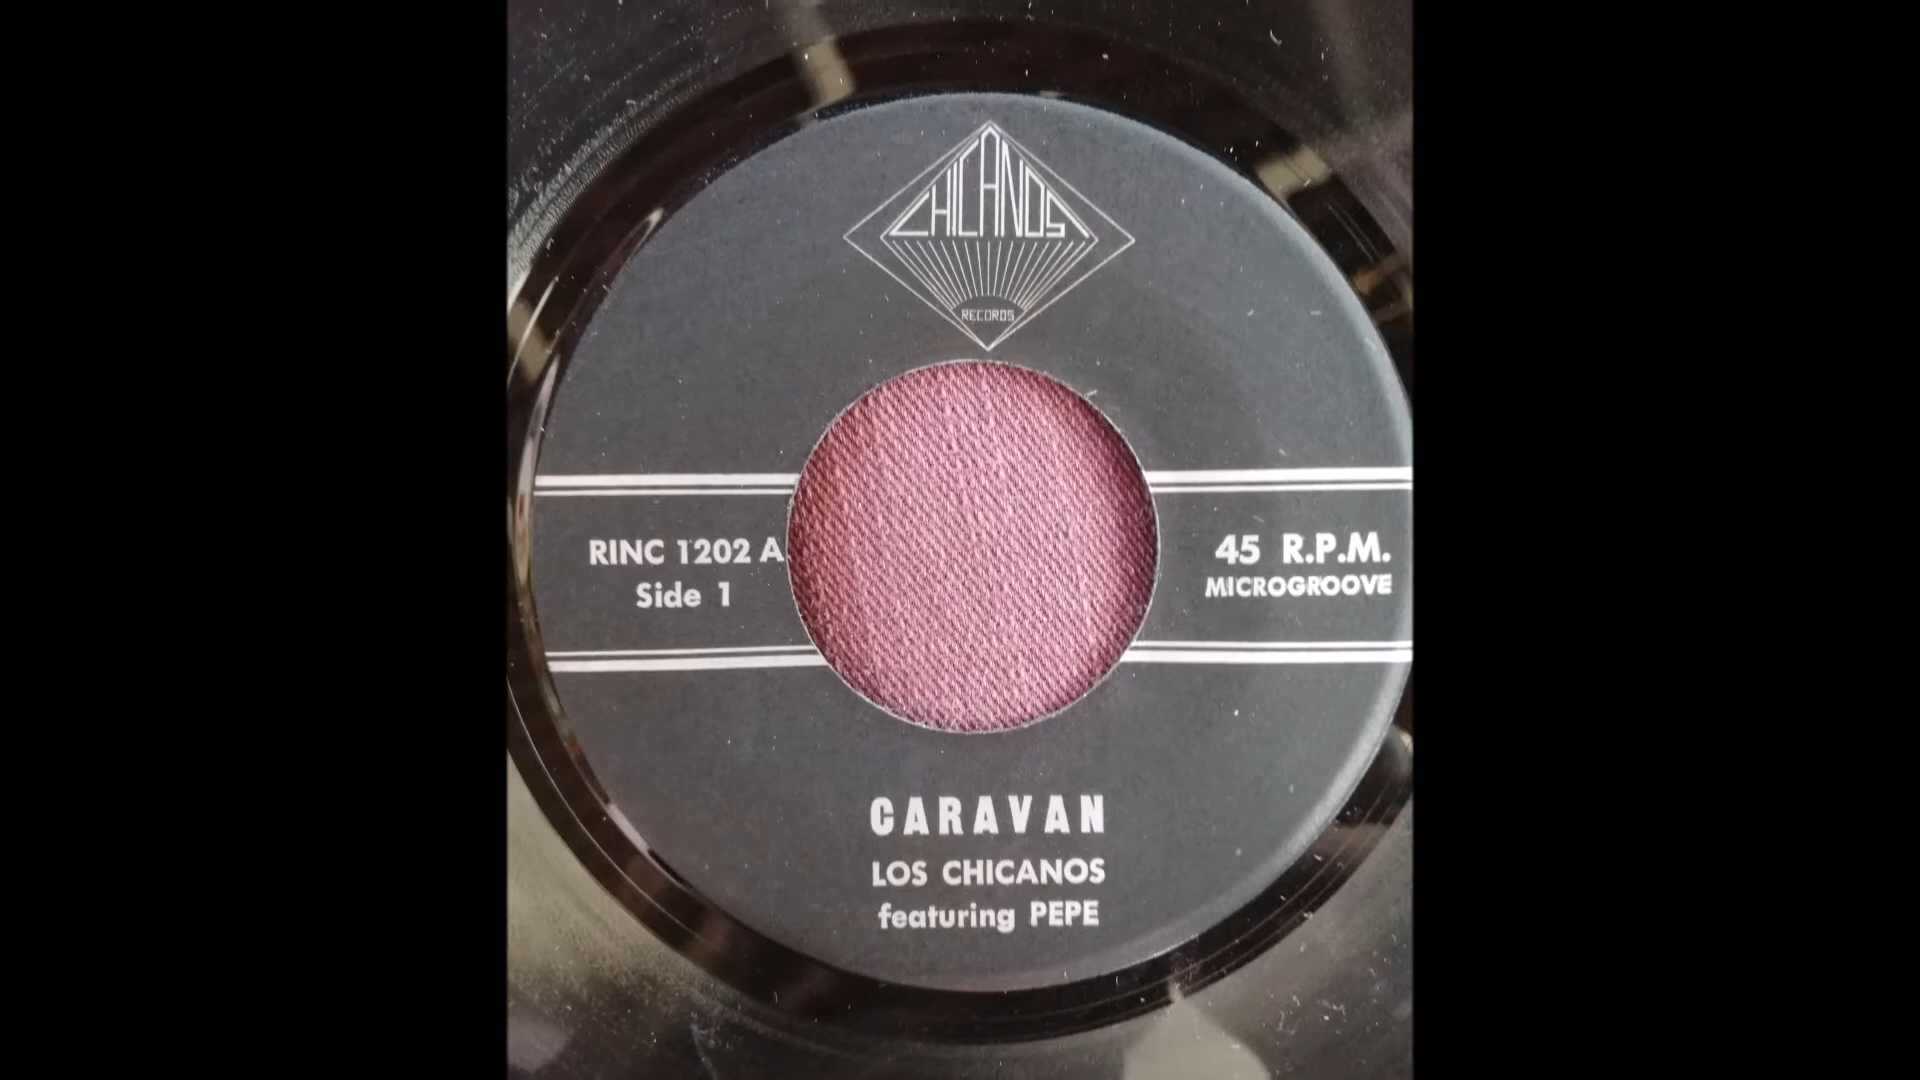 CHICANOS
RECORDS
RINC 1202 A
Side 1
45 R.P.M.
MICROGROOVE
CARAVAN
LOS CHICANOS
featuring PEPE